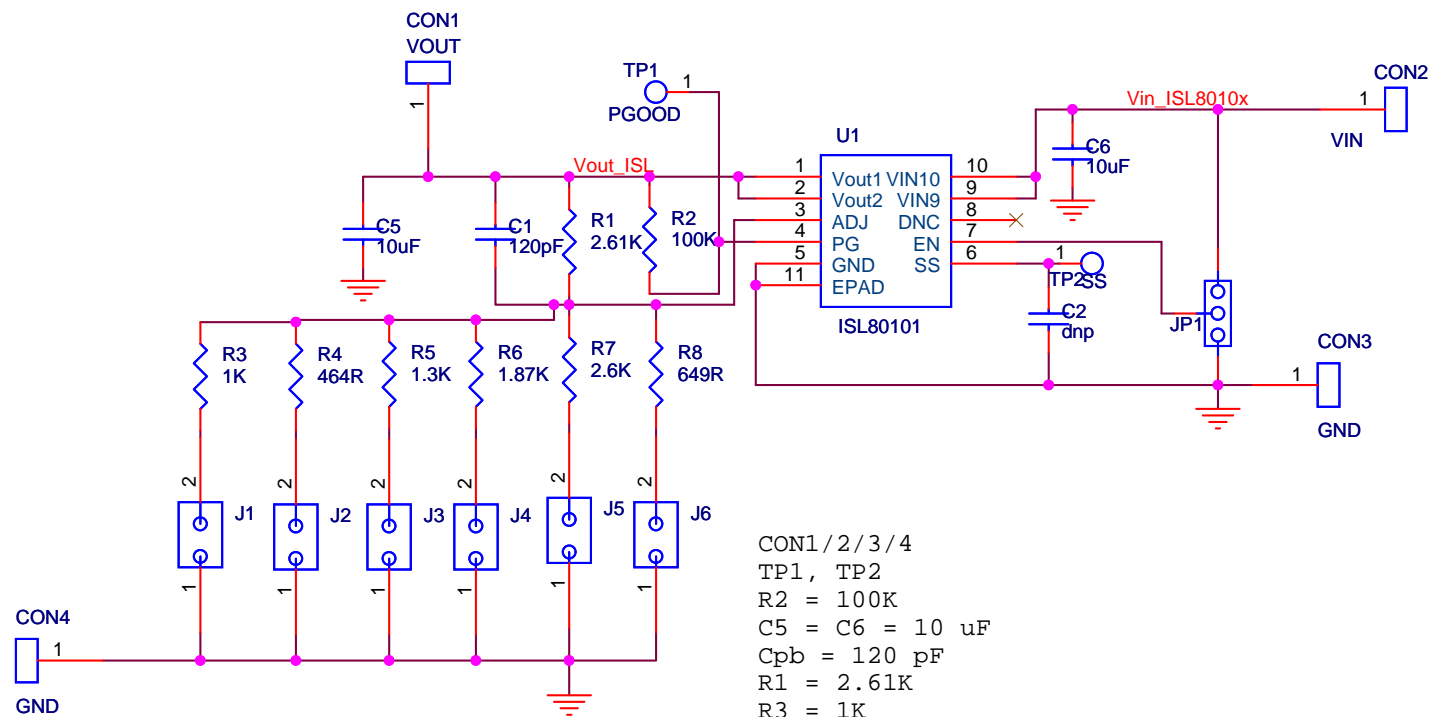 CON1
VOUT
1
TP1
1
PGOOD
CON2
1
VIN
Vin_ISL8010x
U1
C6
10uF
Vout_ISL
1
2
3
4
5
11
Vout1
Vout2
ADJ
PG
GND
EPAD
VIN10
VIN9
DNC
EN
SS
10
9
8
7
6
ISL80101
C5
10uF
C1
120pF
R1
2.61K
R2
100K
1
TP2
SS
C2
dnp
JP1
CON3
1
GND
R3
1K
R4
464R
R5
1.3K
R6
1.87K
R7
2.6K
R8
649R
2
2
2
2
2
2
J1
J2
J3
J4
J5
J6
1
1
1
1
1
1
CON4
1
GND
CON1/2/3/4
TP1, TP2
R2 = 100K
C5 = C6 = 10 uF
Cpb = 120 pF
R1 = 2.61K
R3 = 1K